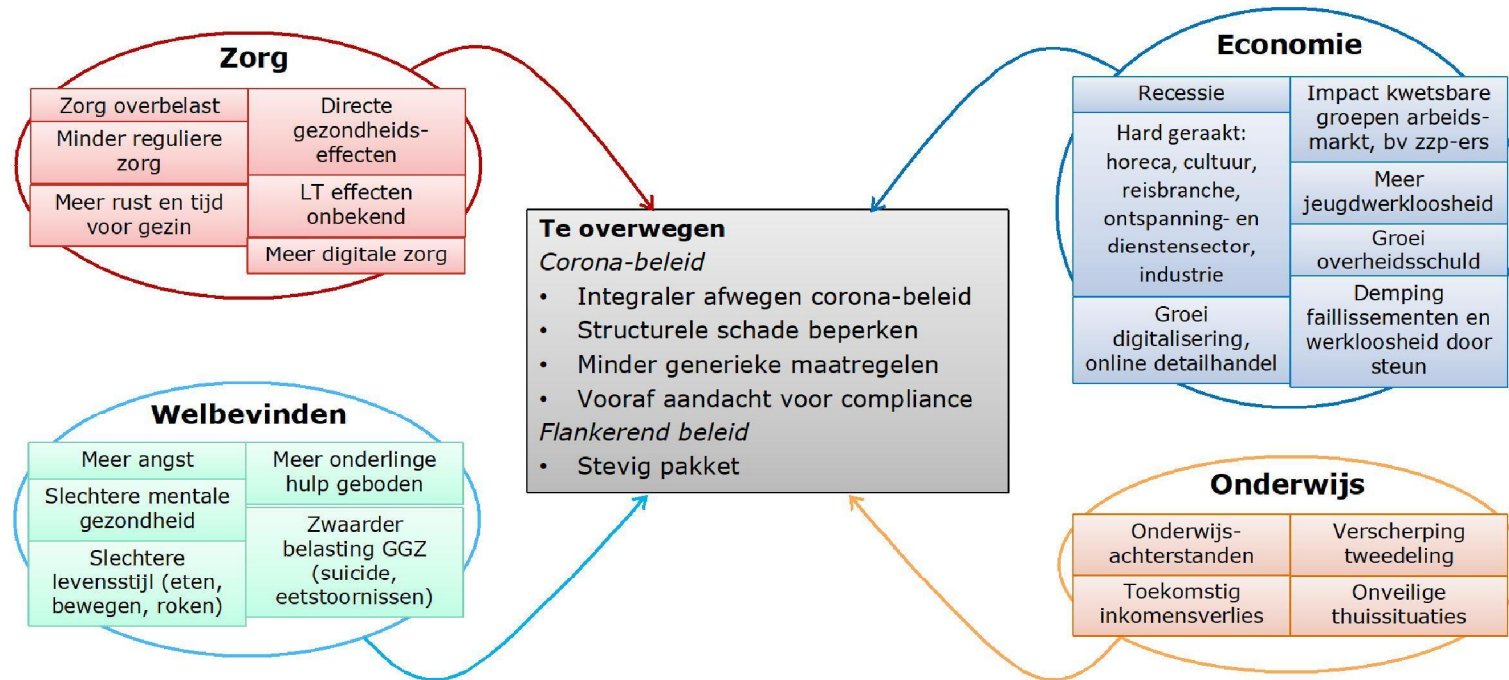 Zorg
Zorg overbelast
Minder reguliere
zorg
Meer rust en tijd
voor gezin
Directe
gezondheids-
effecten
LT effecten
onbekend
Meer digitale zorg
Economie
Recessie
Hard geraakt:
horeca, cultuur,
reisbranche,
ontspanning- en
dienstensector,
industrie
Groei
digitalisering,
online detailhandel
Impact kwetsbare
groepen arbeids-
markt, bv zzp-ers
Meer
jeugdwerkloosheid
Groei
overheidsschuld
Demping
faillissementen en
werkloosheid door
steun
Te overwegen
Corona-beleid
• Integraler afwegen corona-beleid
• Structurele schade beperken
• Minder generieke maatregelen
• Vooraf aandacht voor compliance
Flankerend beleid
• Stevig pakket
Welbevinden
Meer angst
Slechtere mentale
gezondheid
Slechtere
levensstijl (eten,
bewegen, roken)
Meer onderlinge
hulp geboden
Zwaarder
belasting GGZ
(suicide,
eetstoornissen)
Onderwijs
Onderwijs-
achterstanden
Toekomstig
inkomensverlies
Verscherping
tweedeling
Onveilige
thuissituaties